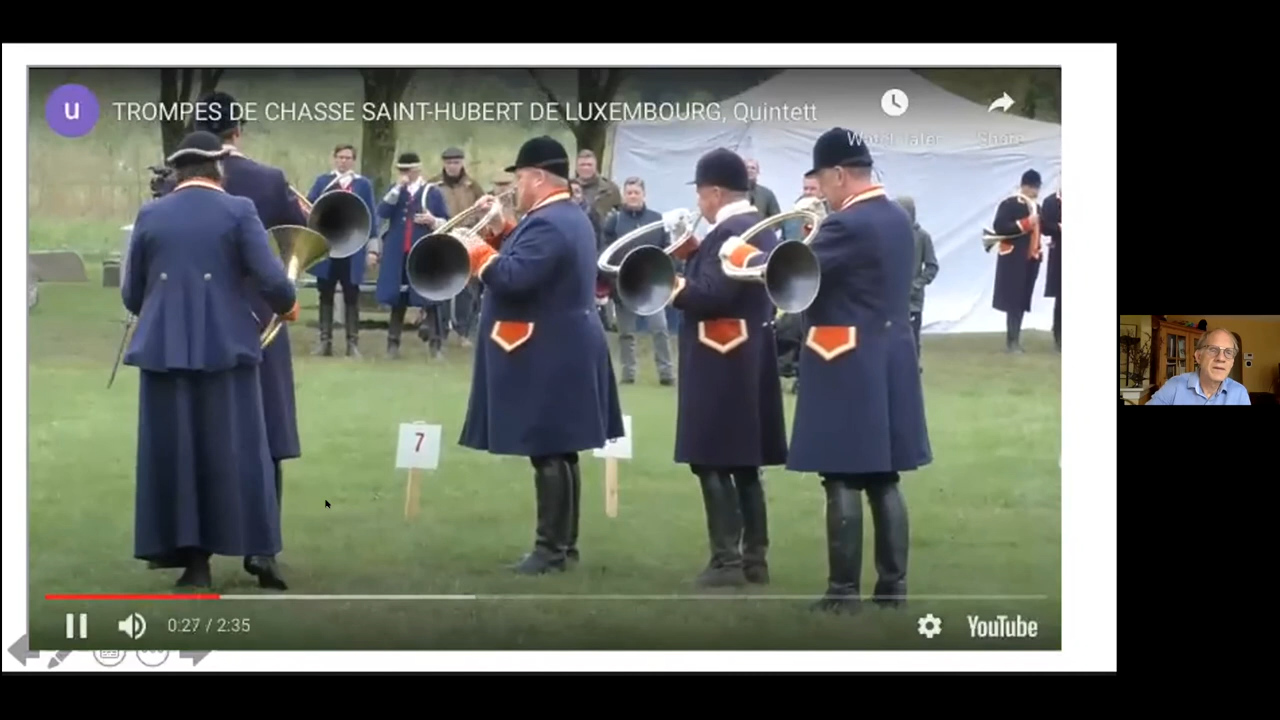 u
TROMPES DE CHASSE SAINT-HUBERT DE LUXEMBOURG, Quintett
Watch later
Share
7
0:27 / 2:35
YouTube